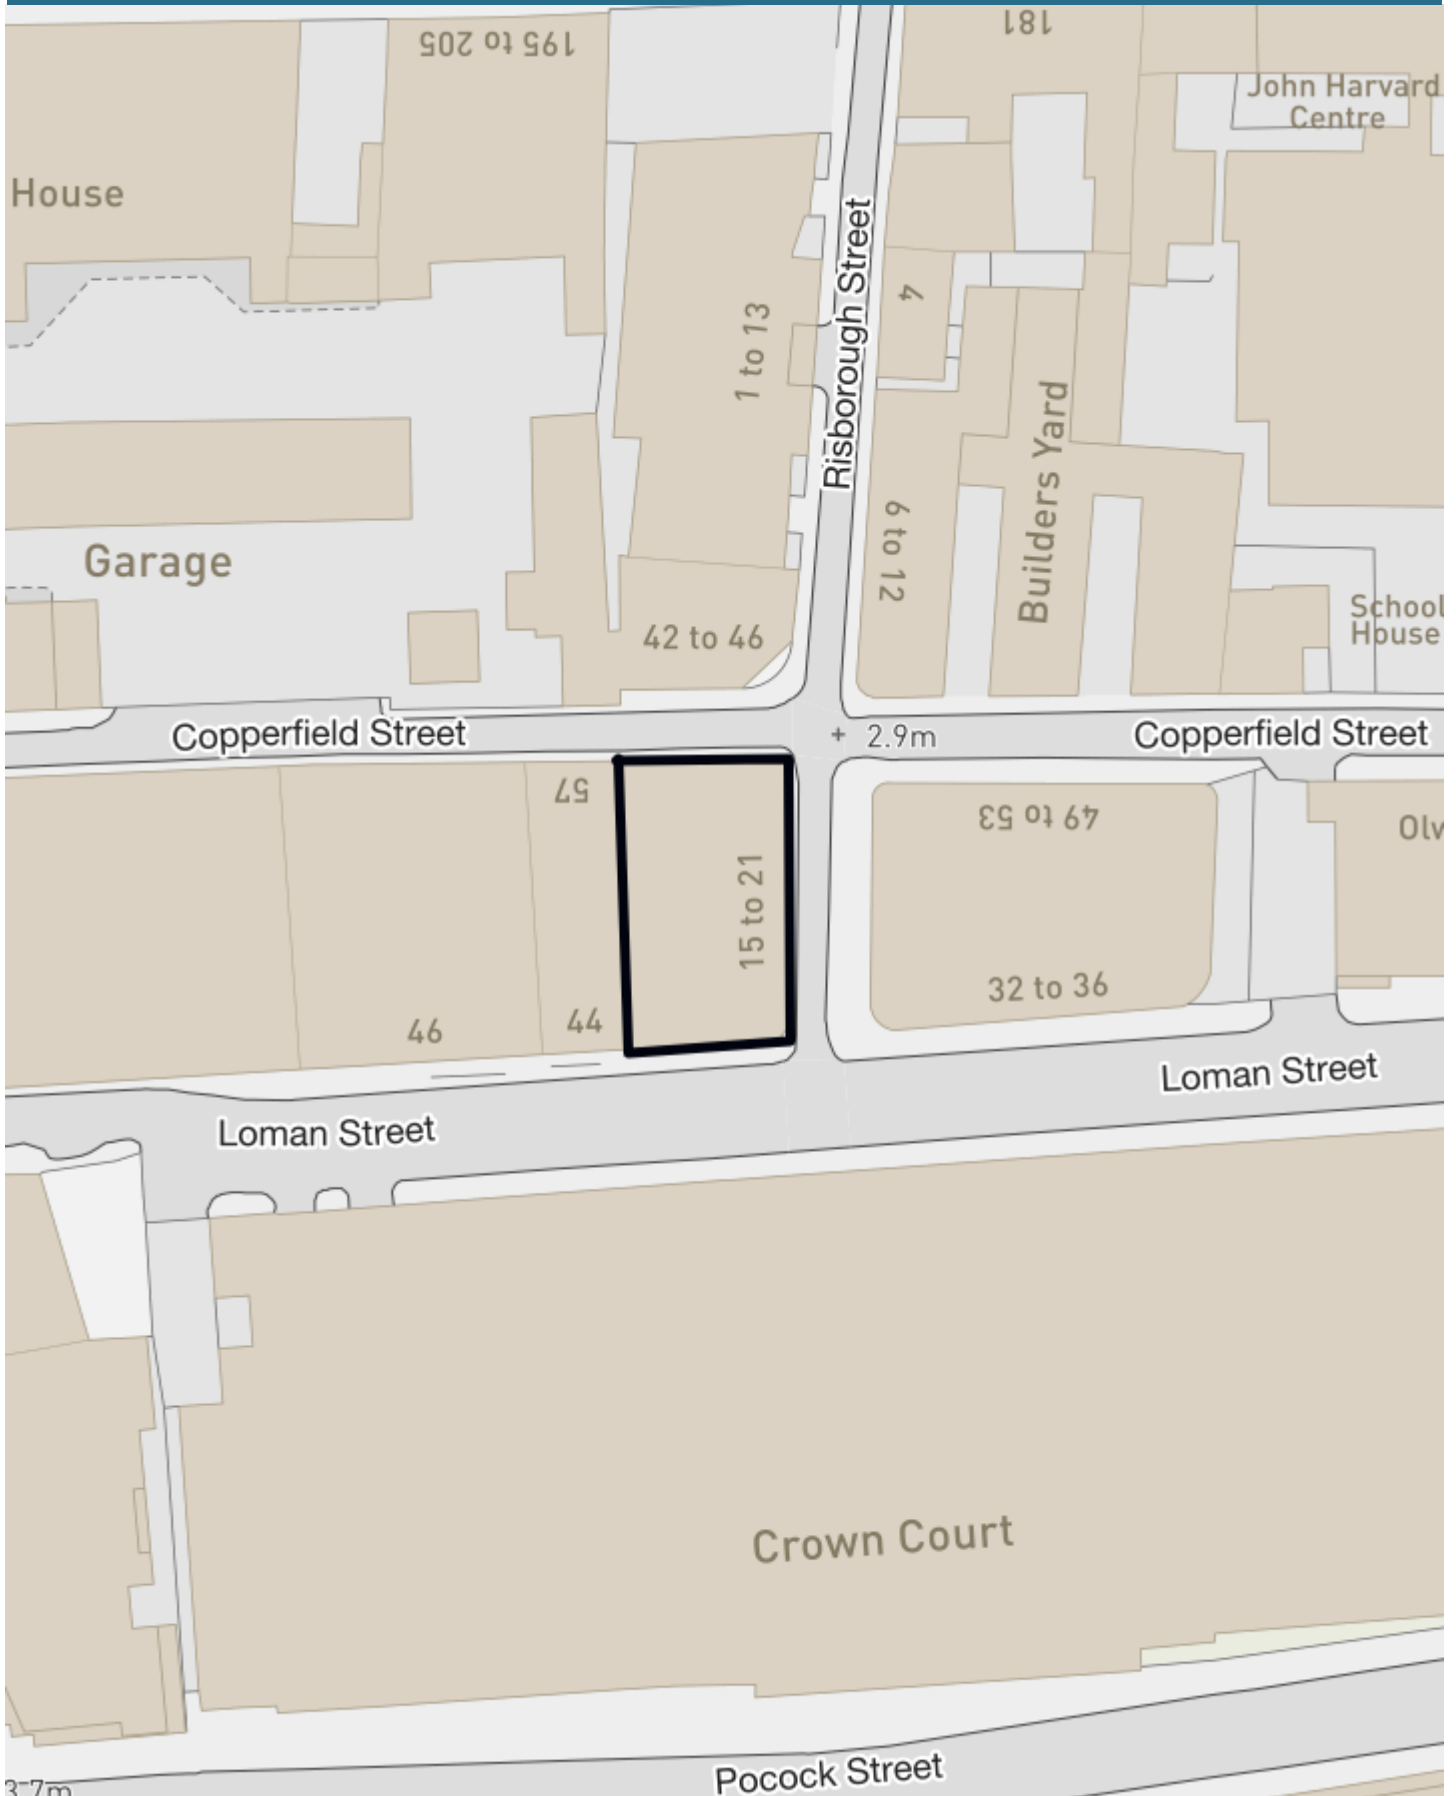 195 to 205
181
John Harvard
Centre
House
Risborough Street
4
1 to 13
Builders Yard
6 to 12
Garage
School
House
42 to 46
Copperfield Street
2.9m
Copperfield Street
57
49 to 53
15 to 21
32 to 36
44
46
Loman Street
Loman Street
Crown Court
Pocock Street
3.7m